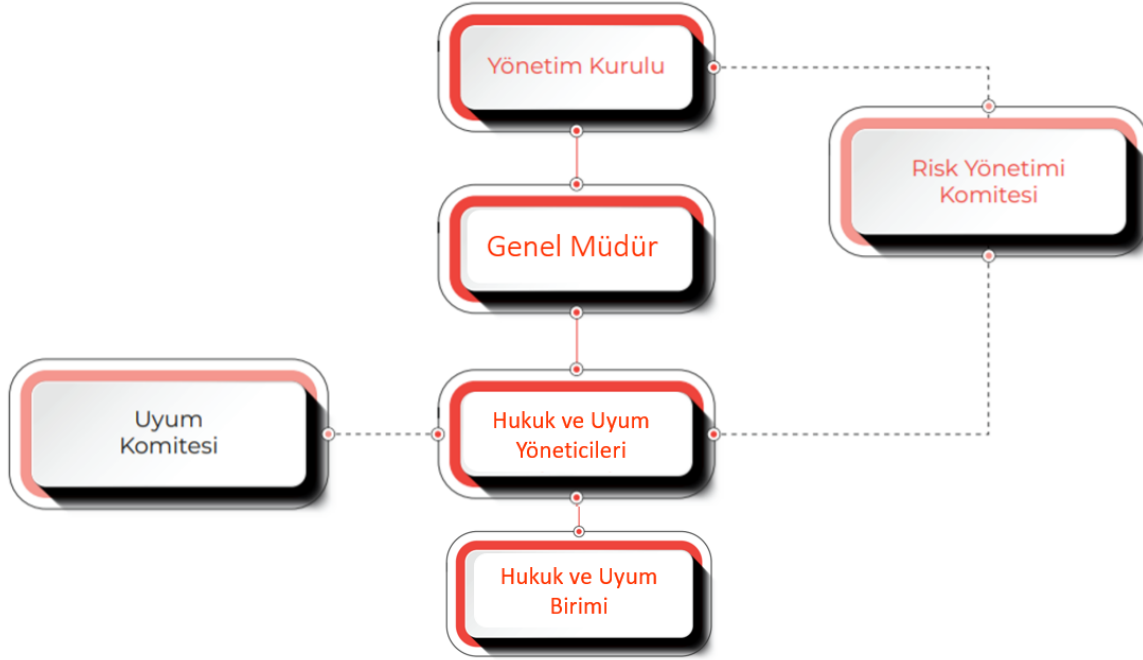 Yönetim Kurulu
Risk Yönetimi
Komitesi
Genel Müdür
Uyum
Komitesi
Hukuk ve Uyum
Yöneticileri
Hukuk ve Uyum
Birimi